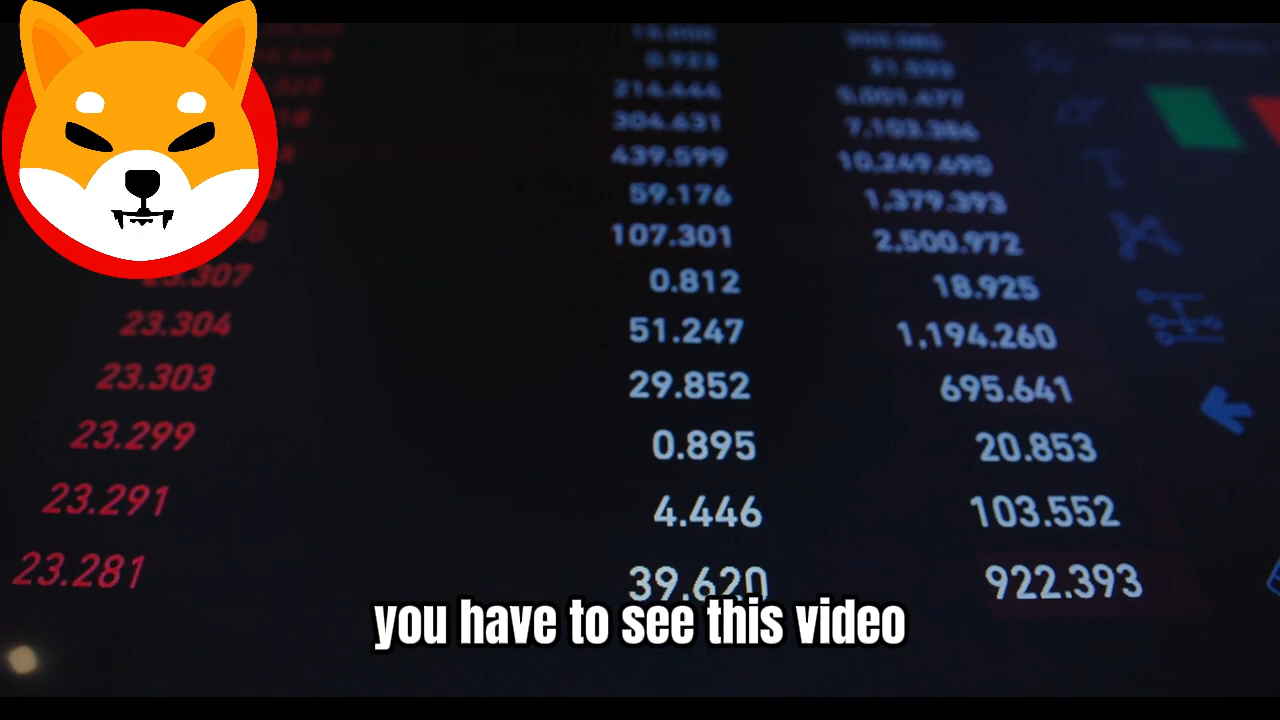 214.444 5,001.477
304.631 7,103.386
439.599 10,249.690
59.176 1,379.393
107.301 2,500.972
23.307 0.812 18.925
23.304 51.247 1,194.260
23.303 29.852 695.641
23.299 0.895 20.853
23.291 4.446 103.552
23.281 39.620 922.393
you have to see this video